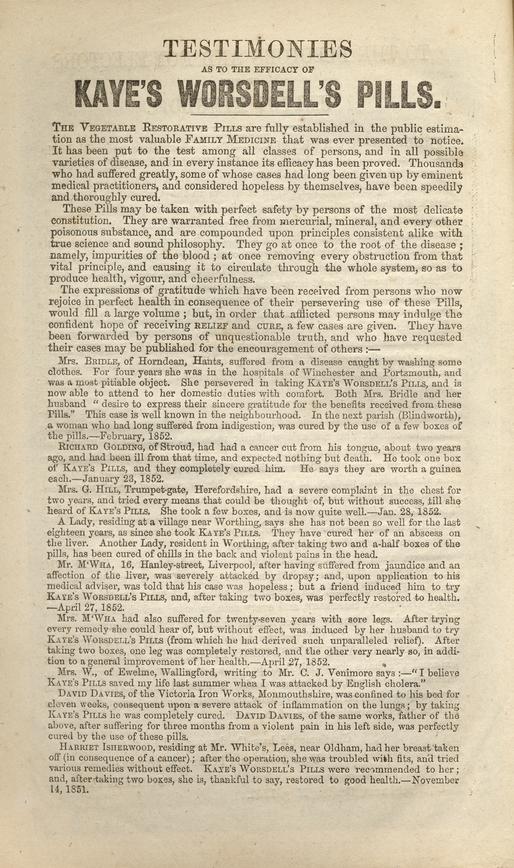 TESTIMONIES
AS TO THE EFFICACY OF
KAYE'S WORSDELL'S PILLS.
THE VEGETABLE RESTORATIVE PILLS are fully established in the public estima-
tion as the most valuable FAMILY MEDICINE that was ever presented to notice.
It has been put to the test among all classes of persons, and in all possible
varieties of disease, and in every instance its efficacy has been proved. Thousands
who had suffered greatly, some of whose cases had long been given up by eminent
medical practitioners, and considered hopeless by themselves, have been speedily
and thoroughly cured.
These Pills may be taken with perfect safety by persons of the most delicate
constitution. They are warranted free from mercurial, mineral, and every other
poisonous substance, and are compounded upon principles consistent alike with
true science and sound philosophy. They go at once to the root of the disease ;
namely, impurities of the blood ; at once removing every obstruction from that
vital principle, and causing it to circulate through the whole system, so as to
produce health, vigour, and cheerfulness.
The expressions of gratitude which have been received from persons who now
rejoice in perfect health in consequence of their persevering use of these Pills,
would fill a large volume ; but, in order that afflicted persons may indulge the
confident hope of receiving RELIEF and CURE, a few cases are given. They have
been forwarded by persons of unquestionable truth, and who have requested
their cases may be published for the encouragement of others :—
Mrs. BRIDLE, of Horndean, Hants, suffered from a disease caught by washing some
clothes. For four years she was in the hospitals of Winchester and Portsmouth, and
was a most pitiable object. She persevered in taking KAYE'S WORSDELL'S PILLS, and is
now able to attend to her domestic duties with comfort. Both Mrs. Bridle and her
husband " desire to express their sincere gratitude for the benefits received from these
Pills." This case is well known in the neighbourhood. In the next parish (Blindworth),
a woman who had long suffered from indigestion, was cured by the use of a few boxes of
the pills.—February, 1852.
RICHARD GOLDING, of Stroud, had had a cancer cut from his tongue, about two years
ago, and had been ill from that time, and expected nothing but death. He took one box
of KAYE'S PILLS, and they completely cured him. He says they are worth a guinea
each.—January 23, 1852.
Mrs. G. HILL, Trumpet-gate, Herefordshire, had a severe complaint in the chest for
two years, and tried every means that could be thought of, but without success, till she
heard of KAYE'S PILLS. She took a few boxes, and is now quite well.—Jan. 28, 1852.
A Lady, residing at a village near Worthing, says she has been so well for the last
eighteen years, as since she took KAYE'S PILLS. They have cured her of an abscess on
the liver. Another Lady, resident in Worthing, after taking two and a-half boxes of the
pills, has been cured of chills in the back and violent pains in the head.
Mr. M'WHA, 16, Hanley-street, Liverpool, after having suffered from jaundice and an
affection of the liver, was severely attacked by dropsy; and, upon application to his
medical adviser, was told that his case was hopeless ; but a friend induced him to try
KAYE'S WORSDELL'S PILLS, and, after taking two boxes, was perfectly restored to health.
—April 27, 1852.
Mrs. M'WHA had also suffered for twenty-seven years with sore legs. After trying
every remedy she could hear of, but without effect, was induced by her husband to try
KAYE'S WORSDELL'S PILLS (from which he had derived such unparalleled relief). After
taking two boxes, one leg was completely restored, and the other very nearly so, in addi-
tion to a general improvement of her health.—April 27, 1852.
Mrs. W., of Ewelme, Wallingford, writing to Mr. C. J. Venimore says :—"I believe
KAYE'S PILLS saved my life last summer when I was attacked by English cholera."
DAVID DAVIES, of the Victoria Iron Works, Monmouthshire, was confined to his bed for
eleven weeks, consequent upon a severe attack of inflammation on the lungs ; by taking
KAYE'S PILLS he was completely cured. DAVID DAVIES, of the same works, father of the
above, after suffering for three months from a violent pain in his left side, was perfectly
cured by the use of these pills.
HARRIET ISHERWOOD, residing at Mr. White's, Lees, near Oldham, had her breast taken
off (in consequence of a cancer) ; after the operation, she was troubled with fits, and tried
various remedies without effect. KAYE'S WORSDELL'S PILLS were recommended to her ;
and, after taking two boxes, she is, thankful to say, restored to good health.—November
14, 1851.